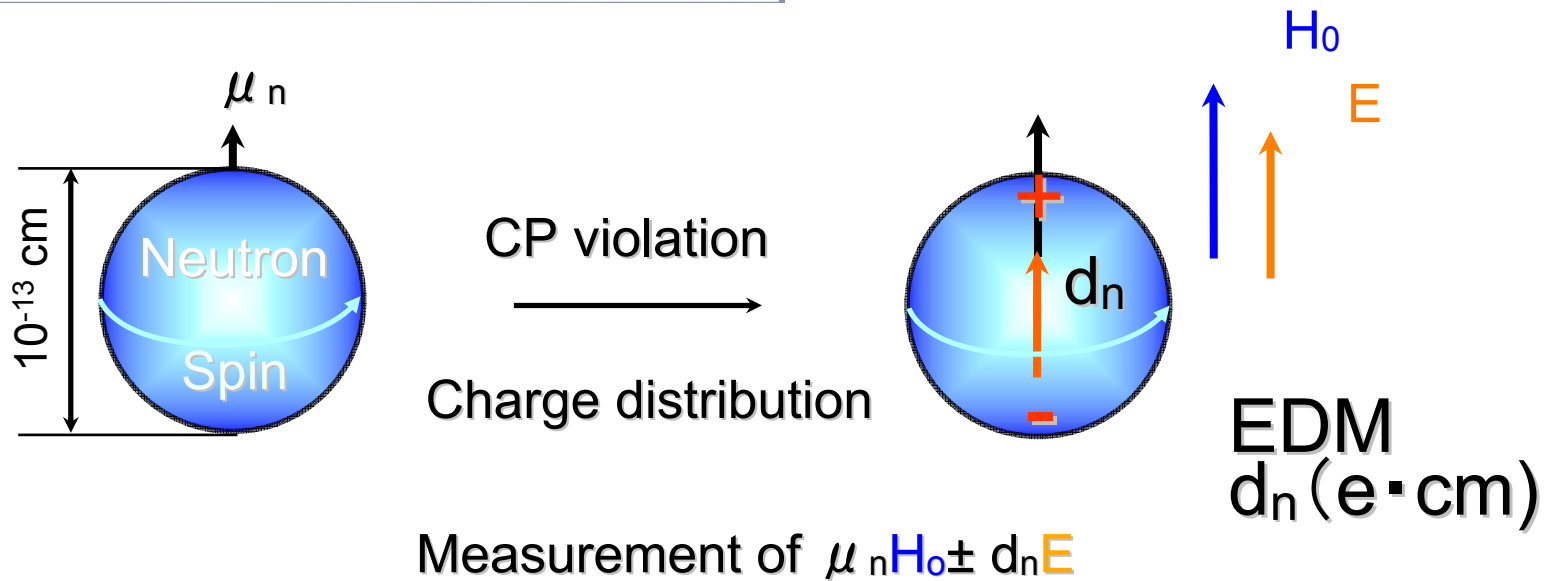 H₀
E
μ n
10⁻¹³ cm
Neutron
Spin
CP violation
Charge distribution
+
dₙ
-
EDM
dₙ（e・cm）
Measurement of μ ₙHₒ± dₙE